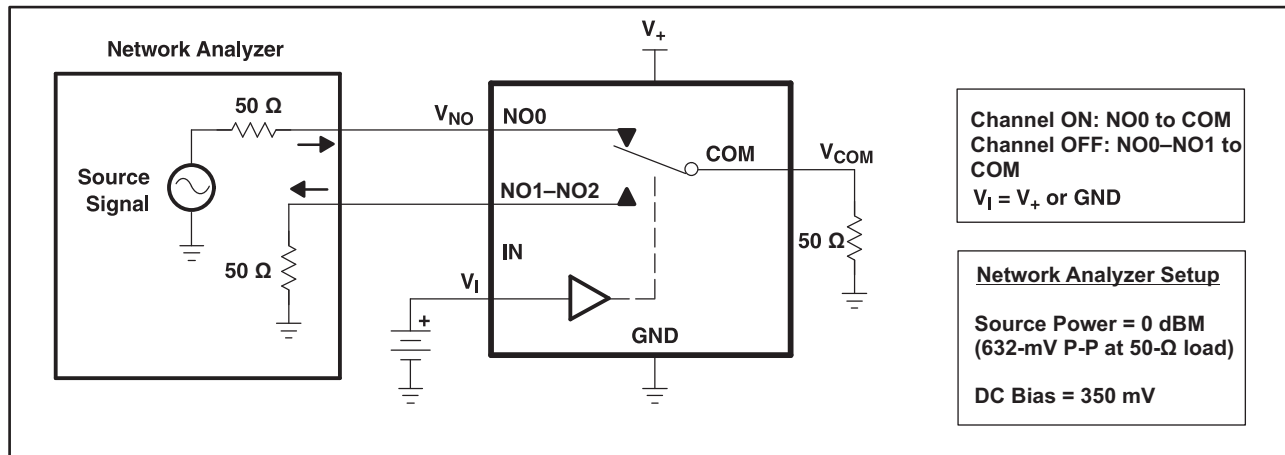 Network Analyzer
50 Ω
Source
Signal
50 Ω
V+
VNO
NO0
COM
VCOM
NO1–NO2
50 Ω
IN
VI
+
GND
Channel ON: NO0 to COM
Channel OFF: NO0–NO1 to
COM
VI = V+ or GND
Network Analyzer Setup
Source Power = 0 dBM
(632-mV P-P at 50-Ω load)
DC Bias = 350 mV